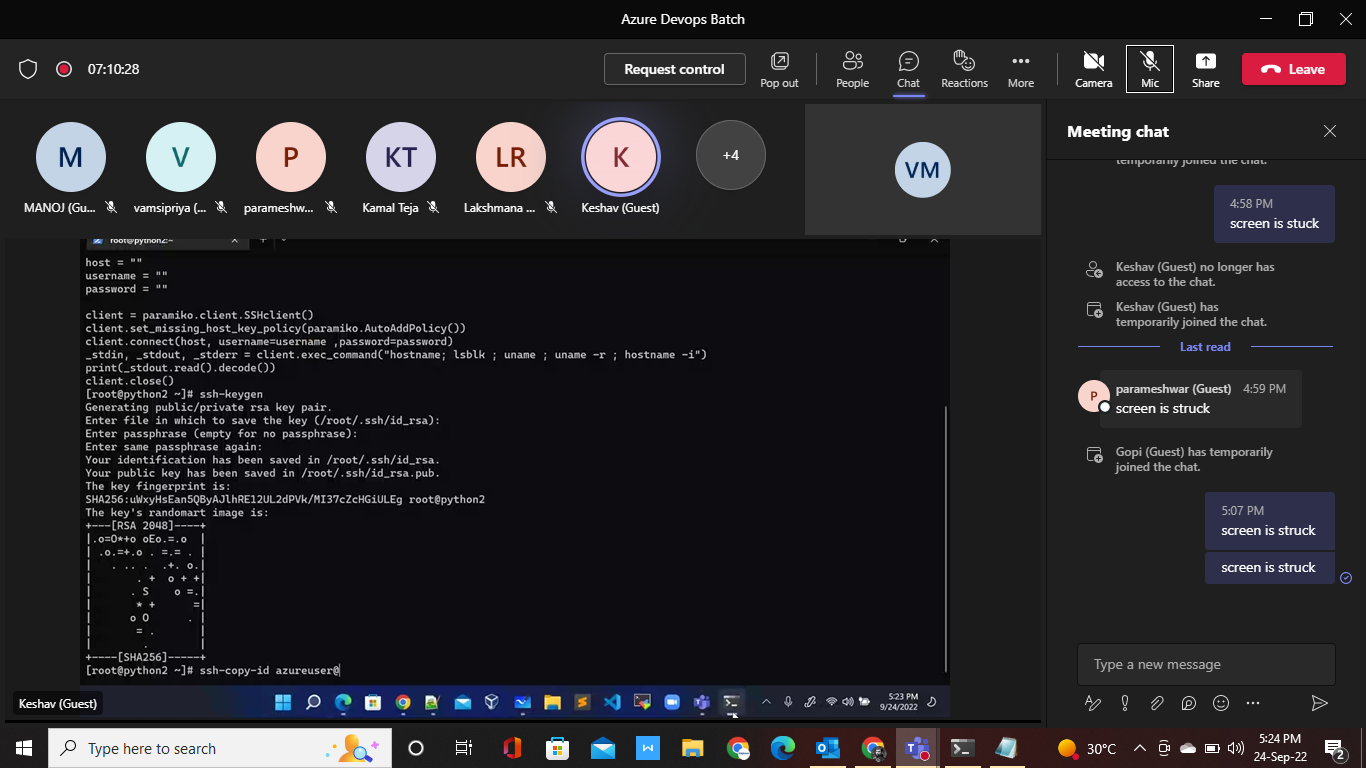 Azure Devops Batch
07:10:28
Request control
Pop out
People
Chat
Reactions
More
Camera
Mic
Share
Leave
M
V
P
KT
LR
K
+4
VM
MANOJ (Gu...
vamsipriya (...
parameshw...
Kamal Teja
Lakshmana ...
Keshav (Guest)
root@python2:~
host = ""
username = ""
password = ""
client = paramiko.client.SSHclient()
client.set_missing_host_key_policy(paramiko.AutoAddPolicy())
client.connect(host, username=username ,password=password)
_stdin, _stdout, _stderr = client.exec_command("hostname; lsblk ; uname ; uname -r ; hostname -i")
print(_stdout.read().decode())
client.close()
[root@python2 ~]# ssh-keygen
Generating public/private rsa key pair.
Enter file in which to save the key (/root/.ssh/id_rsa):
Enter passphrase (empty for no passphrase):
Enter same passphrase again:
Your identification has been saved in /root/.ssh/id_rsa.
Your public key has been saved in /root/.ssh/id_rsa.pub.
The key fingerprint is:
SHA256:uWxyHsEan5QByAJlhRE12UL2dPVk/MI37cZcHGiULEg root@python2
The key's randomart image is:
+---[RSA 2048]----+
|.o=O*+o oEo.=.o  |
| .o.=+.o . =.= . |
|   . .. .  .+. o.|
|       . +  o + +|
|      . S    o =.|
|       * +      =|
|      o O      . |
|       = .       |
|        .        |
+----[SHA256]-----+
[root@python2 ~]# ssh-copy-id azureuser@
5:23 PM
9/24/2022
Keshav (Guest)
Meeting chat
temporarily joined the chat.
4:58 PM
screen is stuck
Keshav (Guest) no longer has
access to the chat.
Keshav (Guest) has
temporarily joined the chat.
Last read
P
parameshwar (Guest) 4:59 PM
screen is struck
Gopi (Guest) has temporarily
joined the chat.
5:07 PM
screen is struck
screen is struck
Type a new message
Type here to search
W
30°C
5:24 PM
24-Sep-22
2